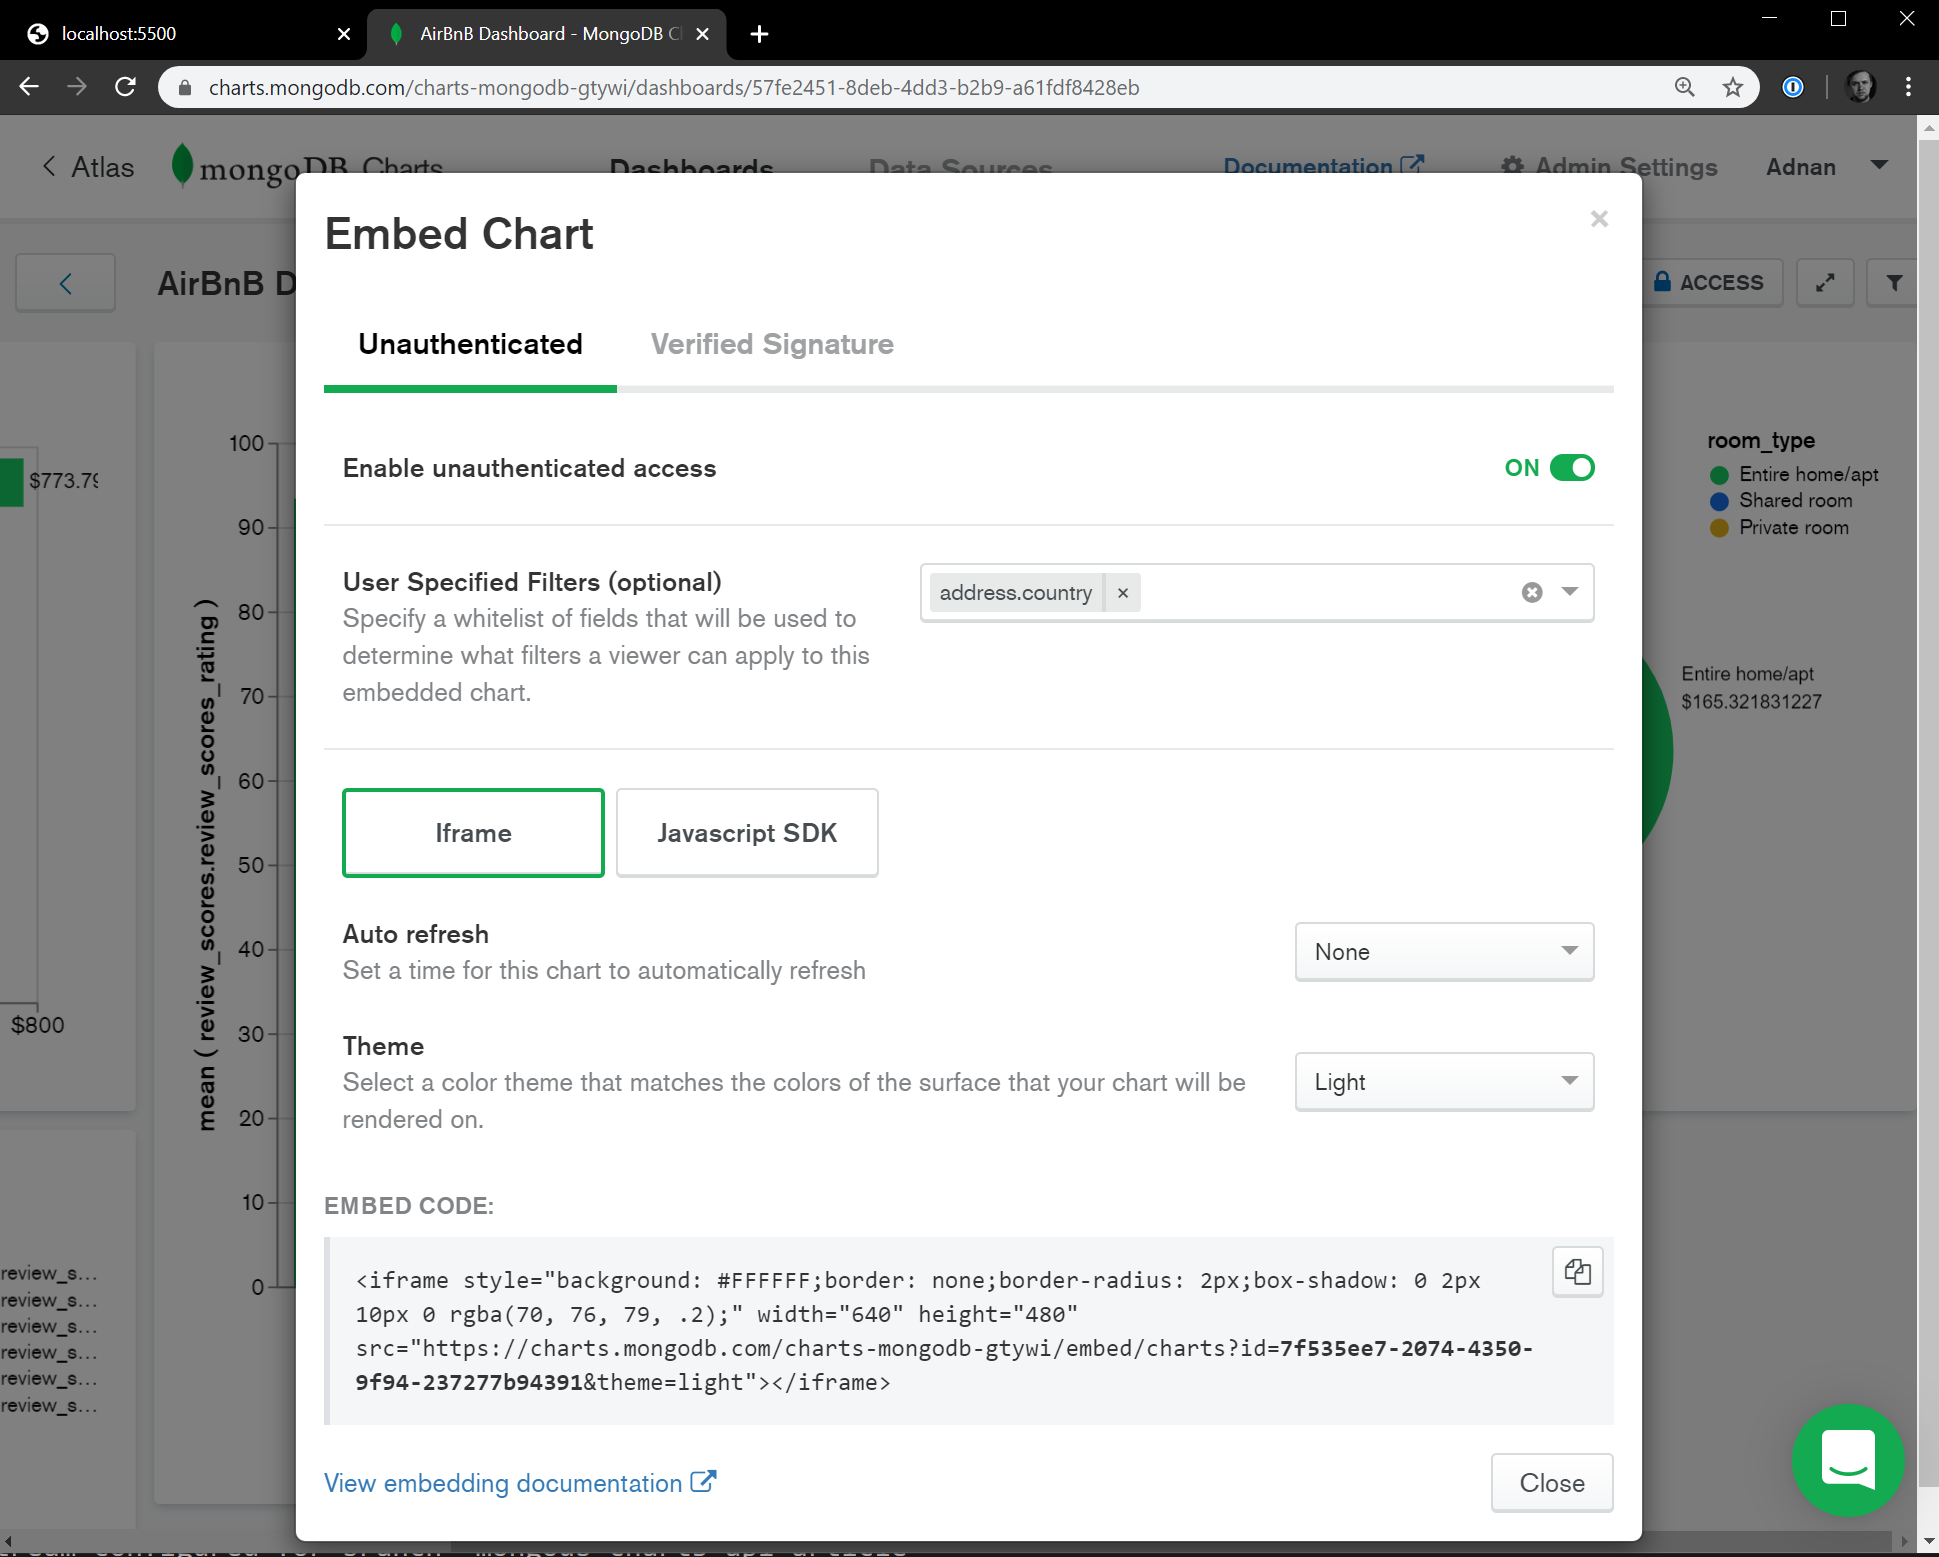 localhost:5500
AirBnB Dashboard - MongoDB C
charts.mongodb.com/charts-mongodb-gtywi/dashboards/57fe2451-8deb-4dd3-b2b9-a61fdf8428eb
Atlas
mongoDB Charts
Dashboards
Data Sources
Documentation
Admin Settings
Adnan
AirBnB D
ACCESS
Embed Chart
×
Unauthenticated
Verified Signature
Enable unauthenticated access
ON
User Specified Filters (optional)
Specify a whitelist of fields that will be used to
determine what filters a viewer can apply to this
embedded chart.
address.country ×
Iframe
Javascript SDK
Auto refresh
Set a time for this chart to automatically refresh
None
Theme
Select a color theme that matches the colors of the surface that your chart will be
rendered on.
Light
EMBED CODE:
<iframe style="background: #FFFFFF;border: none;border-radius: 2px;box-shadow: 0 2px
10px 0 rgba(70, 76, 79, .2);" width="640" height="480"
src="https://charts.mongodb.com/charts-mongodb-gtywi/embed/charts?id=7f535ee7-2074-4350-
9f94-237277b94391&theme=light"></iframe>
View embedding documentation
Close
$773.79
$800
review_s...
review_s...
review_s...
review_s...
review_s...
review_s...
mean ( review_scores.review_scores_rating )
100
90
80
70
60
50
40
30
20
10
0
room_type
Entire home/apt
Shared room
Private room
Entire home/apt
$165.321831227